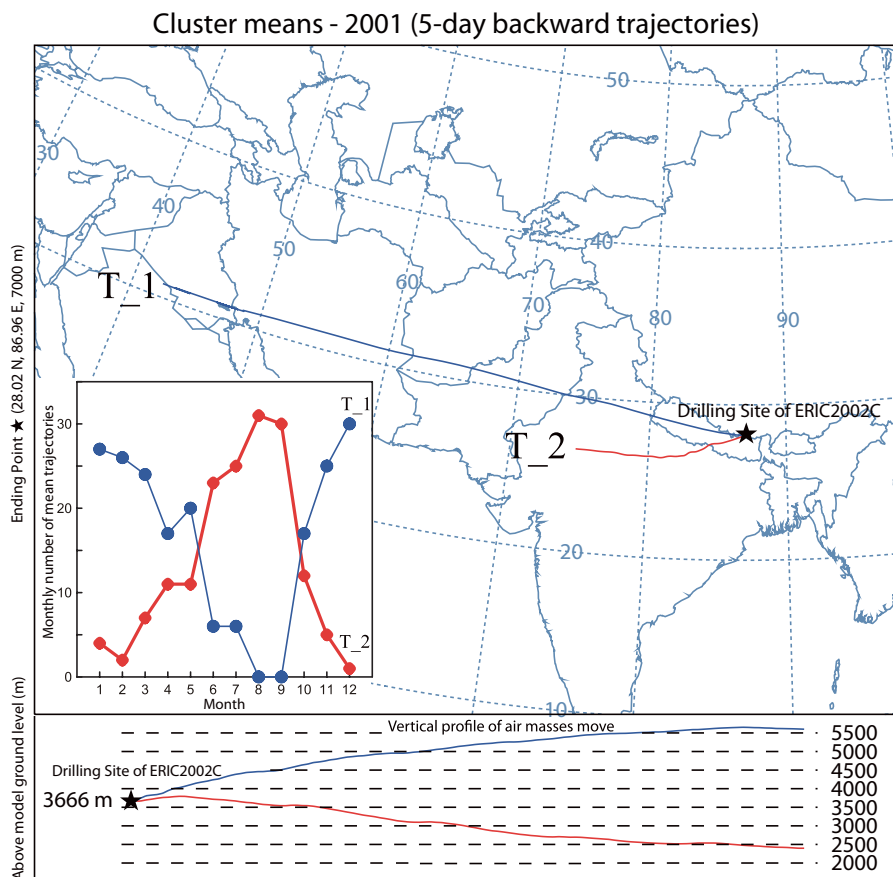 Cluster means - 2001 (5-day backward trajectories)
Ending Point ★ (28.02 N, 86.96 E, 7000 m)
50
30
40
50
40
60
70
80
90
30
20
10
T_1
T_2
Drilling Site of ERIC2002C
Monthly number of mean trajectories
30
20
10
0
T_1
T_2
1 2 3 4 5 6 7 8 9 10 11 12
Month
Above model ground level (m)
Vertical profile of air masses move
Drilling Site of ERIC2002C
3666 m
5500
5000
4500
4000
3500
3000
2500
2000